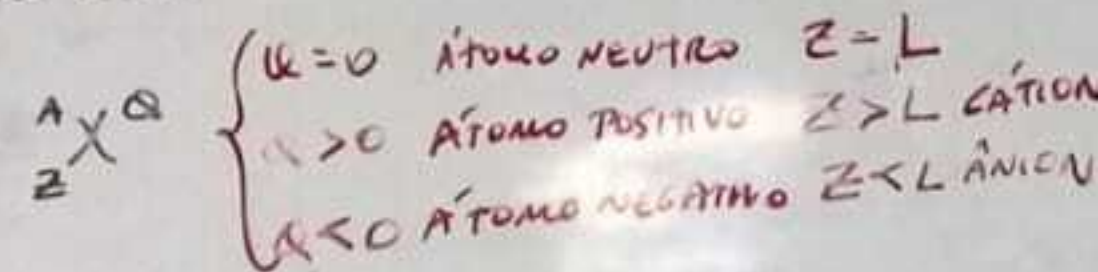 Q=0 ÁTOMO NEUTRO Z=L
A X Q
Z
Q>0 ÁTOMO POSITIVO Z>L CÁTION
Q<0 ÁTOMO NEGATIVO Z<L ÂNION